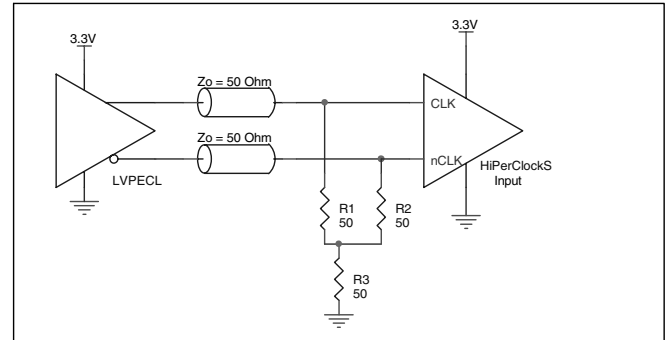 3.3V
3.3V
Zo = 50 Ohm
CLK
Zo = 50 Ohm
nCLK
HiPerClockS
Input
LVPECL
R1
50
R2
50
R3
50